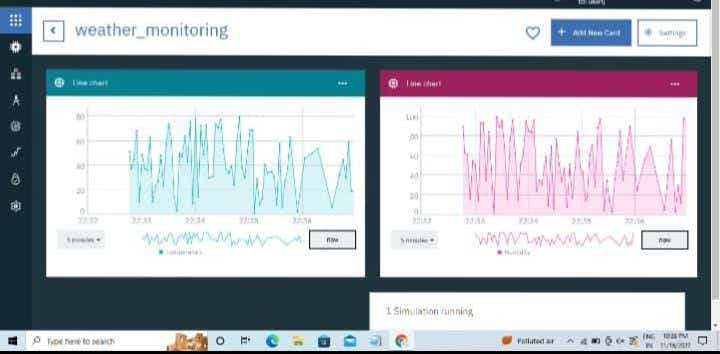 weather_monitoring
+ Add New Card
Settings
Line chart
Line chart
80
60
40
20
0
22:32 22:33 22:34 22:35 22:36
100
80
60
40
20
0
22:32 22:33 22:34 22:35 22:36
5 minutes
now
5 minutes
now
Temperature
Humidity
1 Simulation running
Type here to search
Polluted air
ENG
IN
10:36 PM